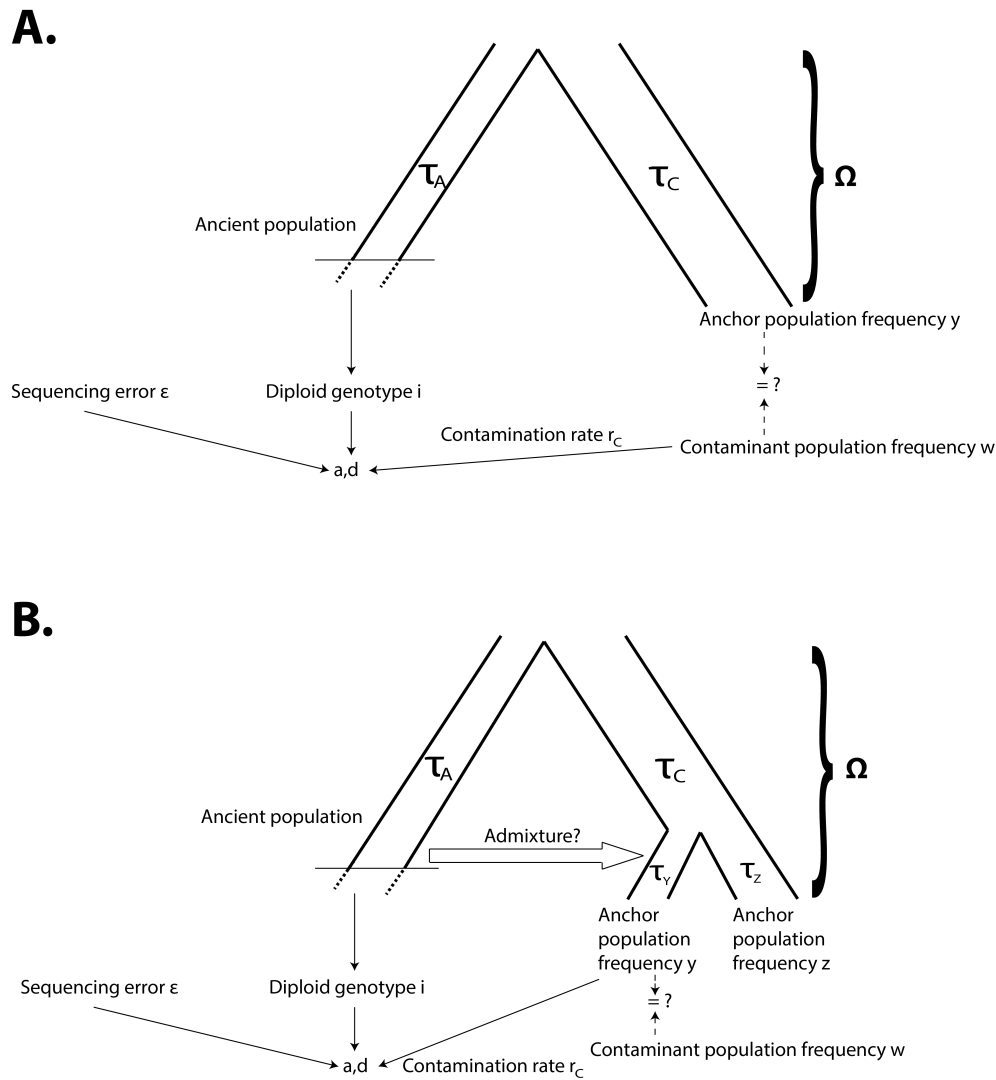 A.
τA
τC
Ω
Ancient population
Anchor population frequency y
= ?
Sequencing error ε
Diploid genotype i
Contamination rate rC
Contaminant population frequency w
a,d
B.
τA
τC
Ω
Ancient population
Admixture?
τY
τZ
Anchor
population
frequency y
Anchor
population
frequency z
Sequencing error ε
Diploid genotype i
= ?
Contaminant population frequency w
a,d
Contamination rate rC